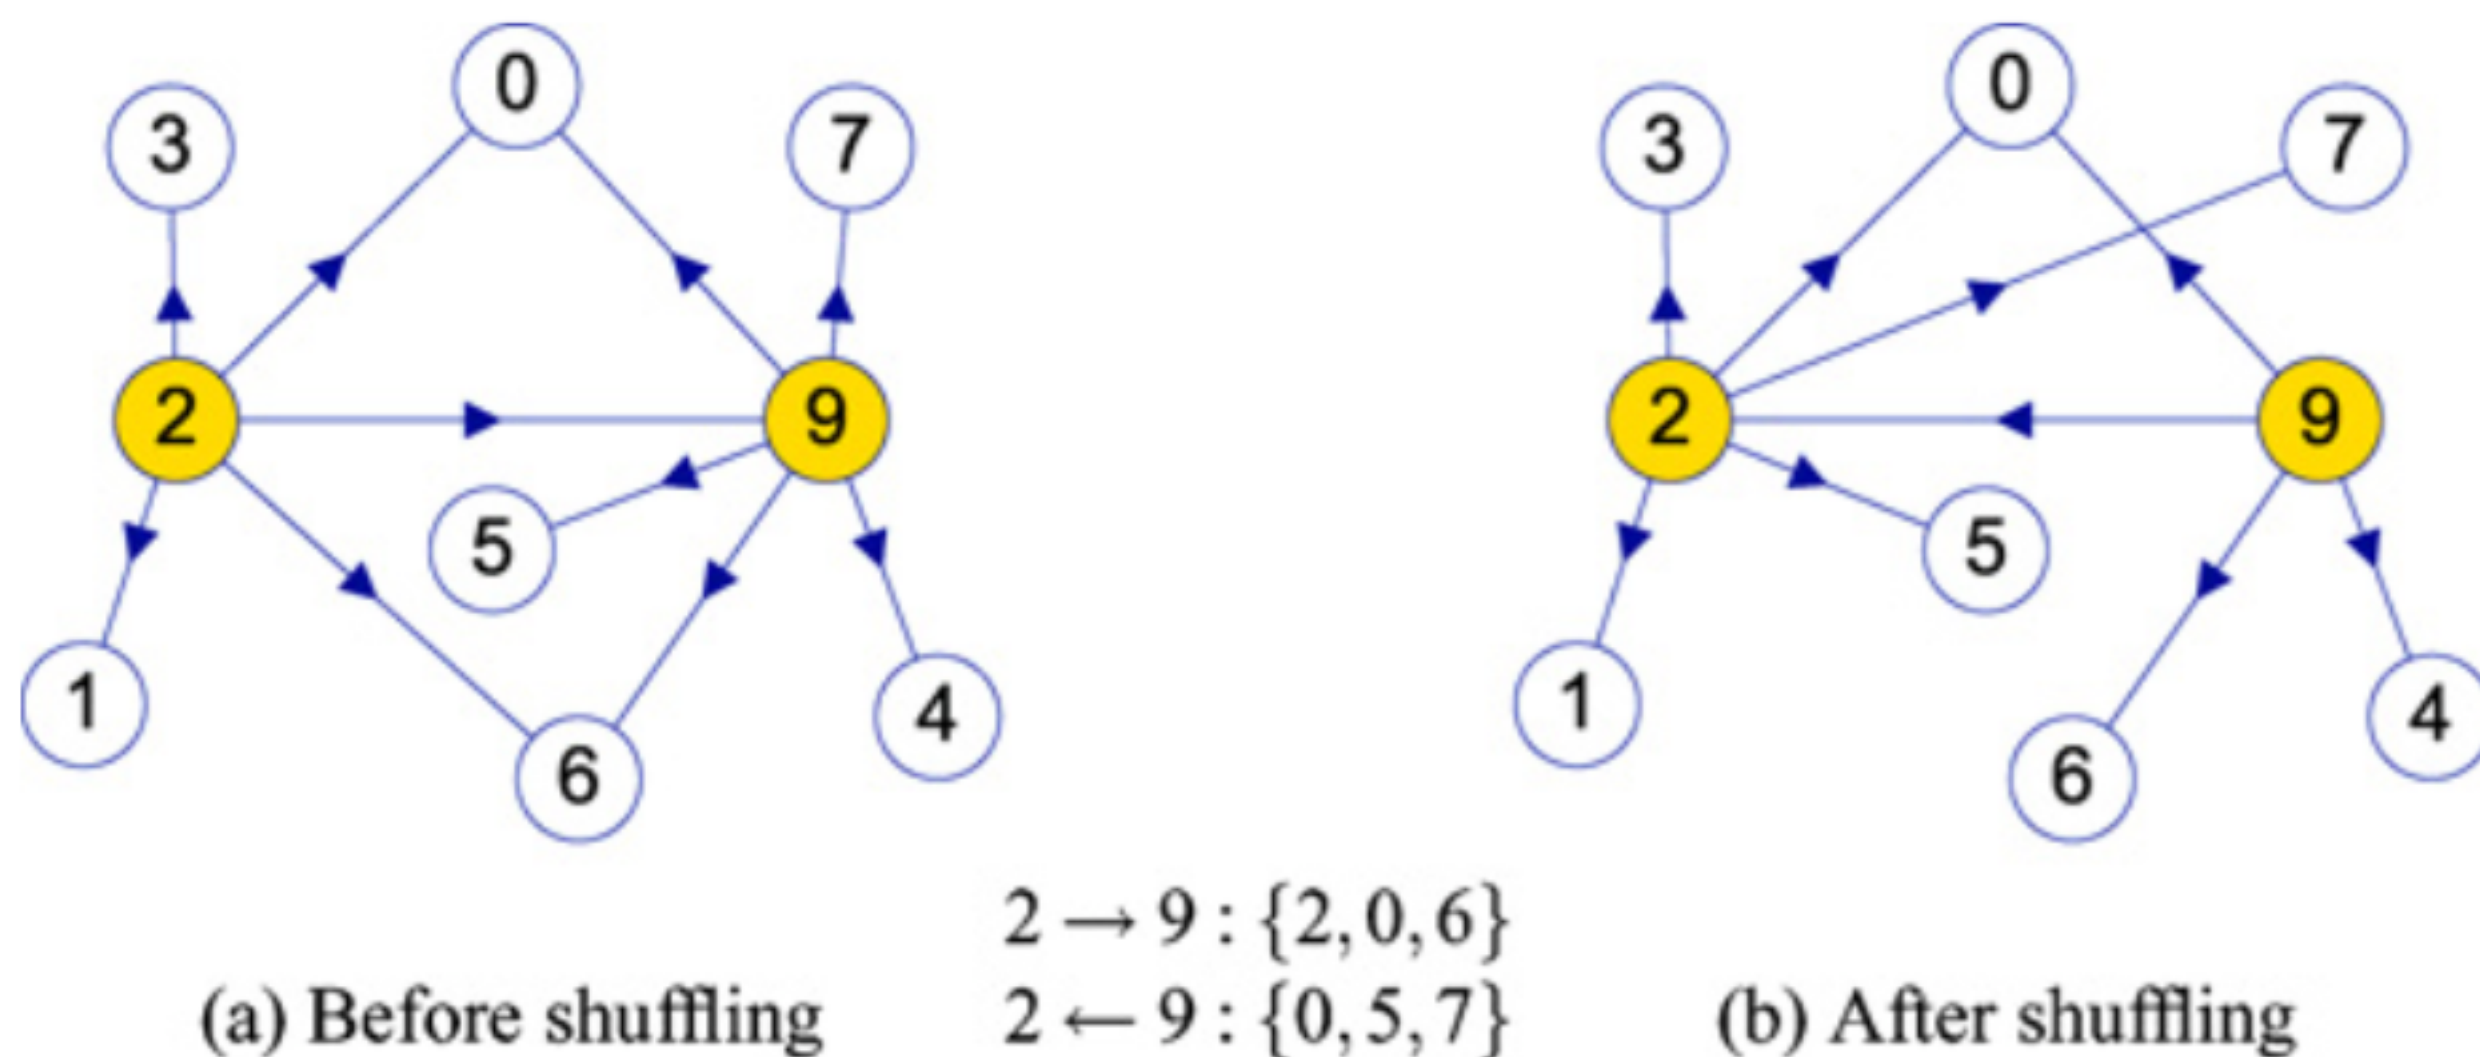 0 0
3 7 3 7
2 9 2 9
5 5
1 4 1 4
6 6
2 → 9 : {2, 0, 6}
(a) Before shuffling 2 ← 9 : {0, 5, 7} (b) After shuffling